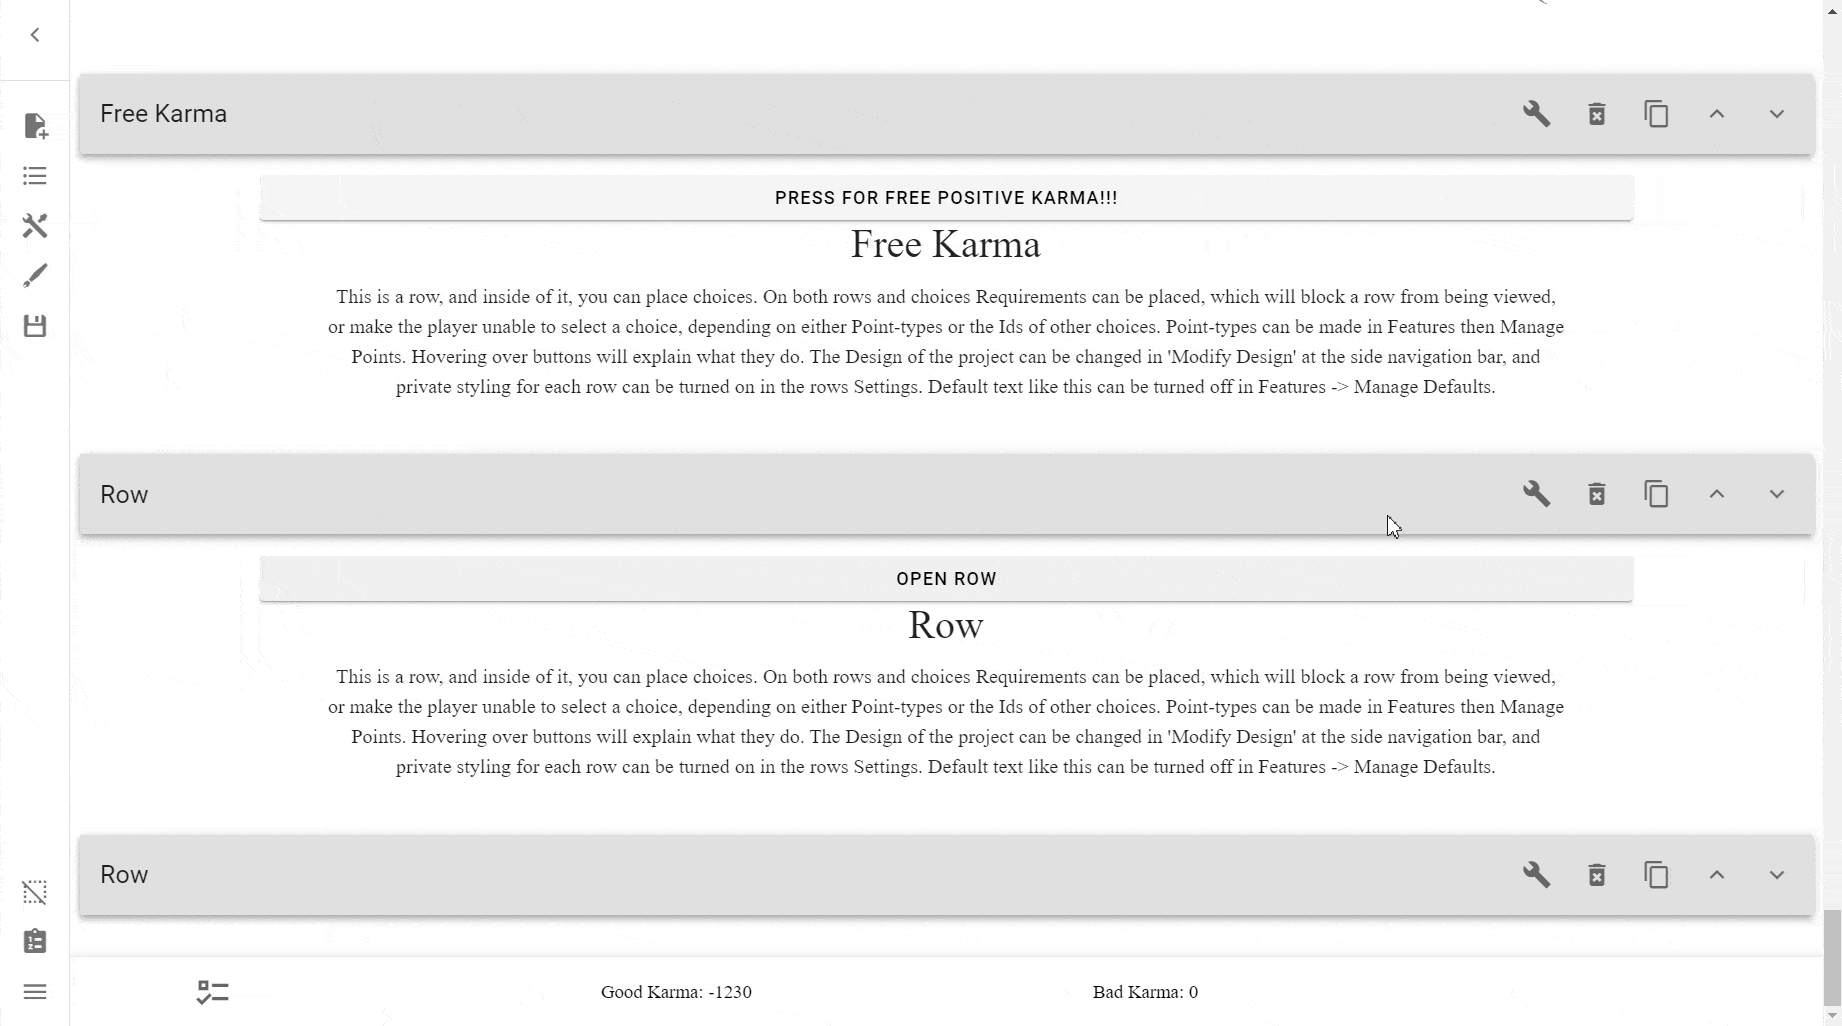 Free Karma
PRESS FOR FREE POSITIVE KARMA!!!
Free Karma
This is a row, and inside of it, you can place choices. On both rows and choices Requirements can be placed, which will block a row from being viewed,
or make the player unable to select a choice, depending on either Point-types or the Ids of other choices. Point-types can be made in Features then Manage
Points. Hovering over buttons will explain what they do. The Design of the project can be changed in 'Modify Design' at the side navigation bar, and
private styling for each row can be turned on in the rows Settings. Default text like this can be turned off in Features -> Manage Defaults.
Row
OPEN ROW
Row
This is a row, and inside of it, you can place choices. On both rows and choices Requirements can be placed, which will block a row from being viewed,
or make the player unable to select a choice, depending on either Point-types or the Ids of other choices. Point-types can be made in Features then Manage
Points. Hovering over buttons will explain what they do. The Design of the project can be changed in 'Modify Design' at the side navigation bar, and
private styling for each row can be turned on in the rows Settings. Default text like this can be turned off in Features -> Manage Defaults.
Row
Good Karma: -1230
Bad Karma: 0